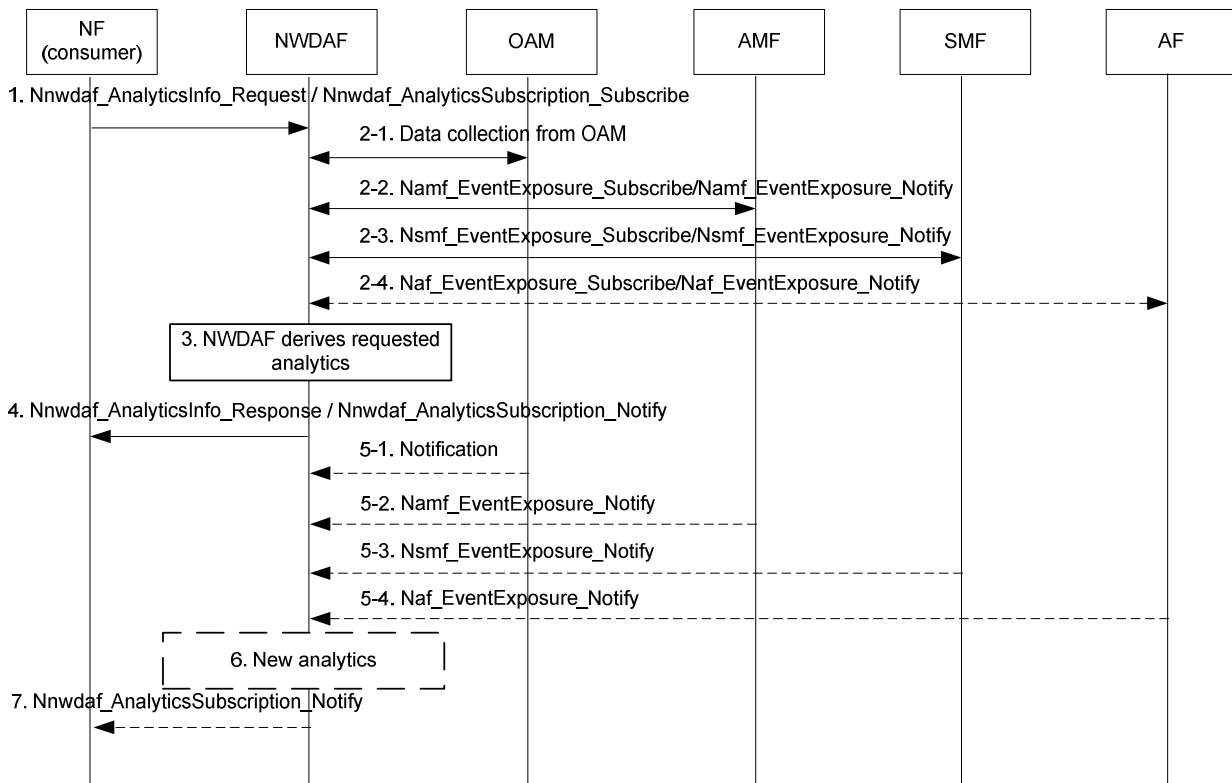 NF
(consumer)
NWDAF
OAM
AMF
SMF
AF
1. Nnwdaf_AnalyticsInfo_Request / Nnwdaf_AnalyticsSubscription_Subscribe
2-1. Data collection from OAM
2-2. Namf_EventExposure_Subscribe/Namf_EventExposure_Notify
2-3. Nsmf_EventExposure_Subscribe/Nsmf_EventExposure_Notify
2-4. Naf_EventExposure_Subscribe/Naf_EventExposure_Notify
3. NWDAF derives requested
analytics
4. Nnwdaf_AnalyticsInfo_Response / Nnwdaf_AnalyticsSubscription_Notify
5-1. Notification
5-2. Namf_EventExposure_Notify
5-3. Nsmf_EventExposure_Notify
5-4. Naf_EventExposure_Notify
6. New analytics
7. Nnwdaf_AnalyticsSubscription_Notify